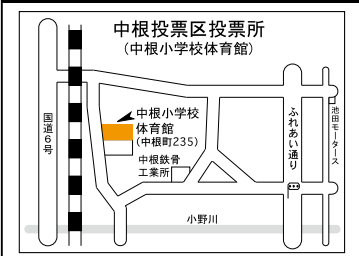 中根投票区投票所
(中根小学校体育館)
中根小学校
体育館
(中根町235)
中根鉄骨
工業所
国道6号
ふれあい通り
池田モータース
小野川